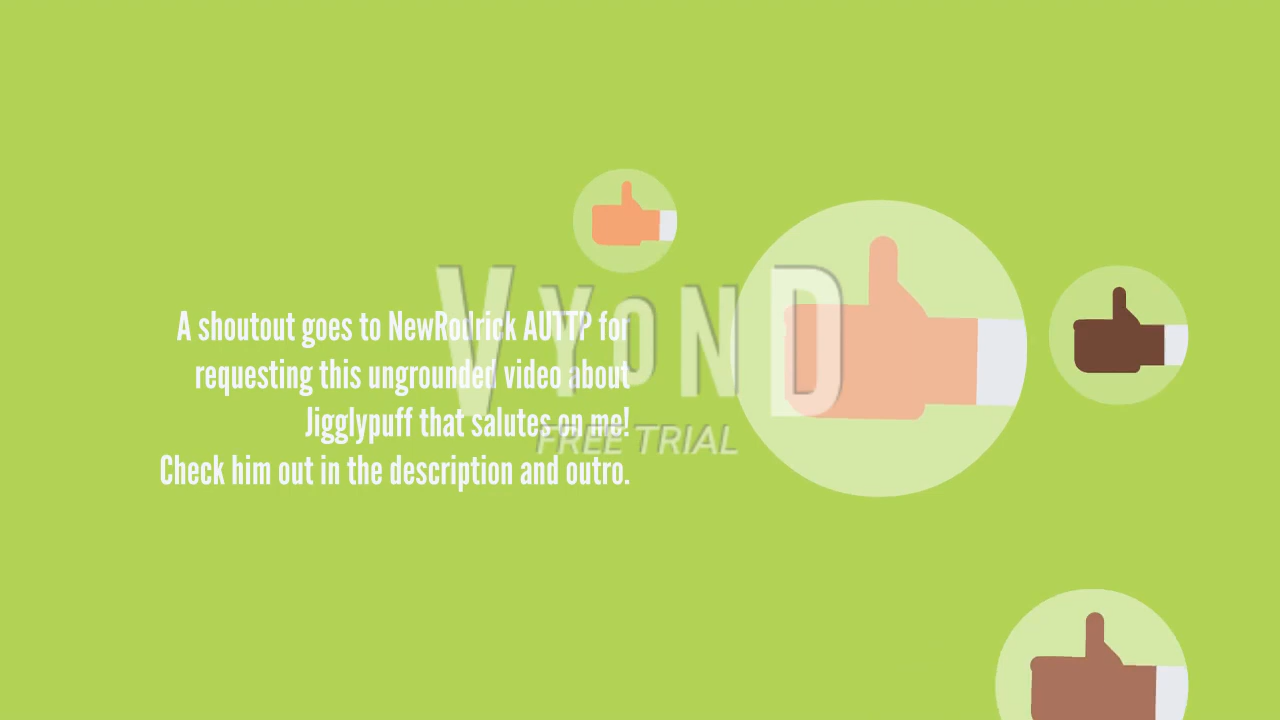 A shoutout goes to NewRodrick AUTTP for
requesting this ungrounded video about
Jigglypuff that salutes on me!
Check him out in the description and outro.
VYOND
FREE TRIAL